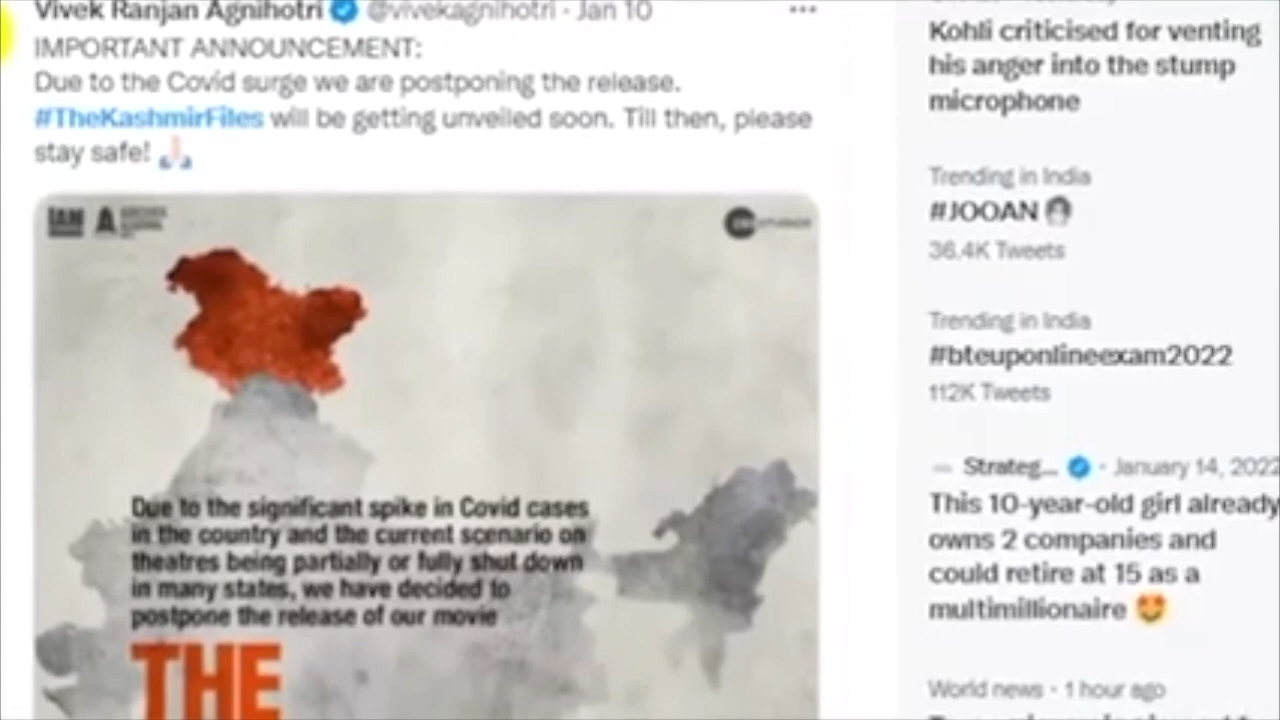 Vivek Ranjan Agnihotri @vivekagnihotri · Jan 10
IMPORTANT ANNOUNCEMENT:
Due to the Covid surge we are postponing the release.
#TheKashmirFiles will be getting unveiled soon. Till then, please
stay safe!
Due to the significant spike in Covid cases
in the country and the current scenario on
theatres being partially or fully shut down
in many states, we have decided to
postpone the release of our movie
THE
Kohli criticised for venting
his anger into the stump
microphone
Trending in India
#JOOAN
36.4K Tweets
Trending in India
#bteuponlineexam2022
112K Tweets
Strateg... · January 14, 2022
This 10-year-old girl already
owns 2 companies and
could retire at 15 as a
multimillionaire
World news · 1 hour ago